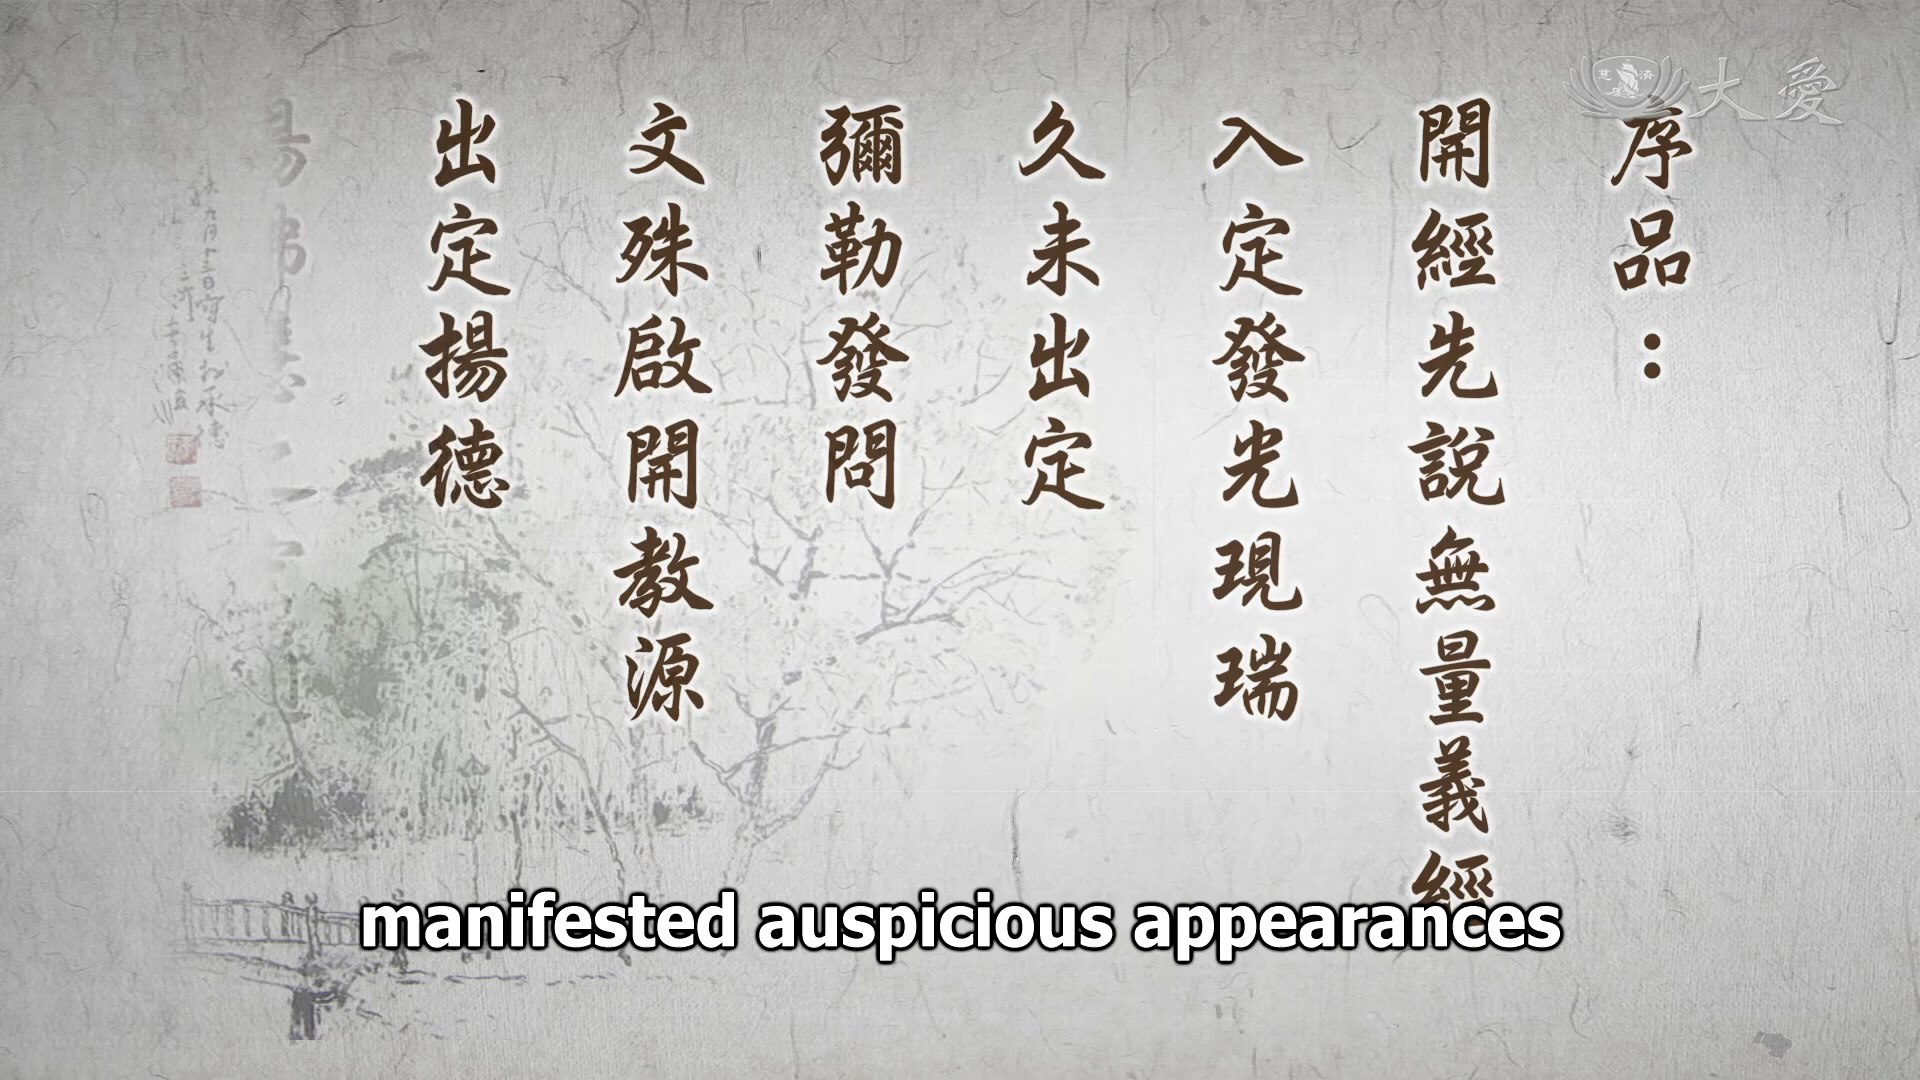 大愛
慈濟
序品：
開經先說無量義經
入定發光現瑞
久未出定
彌勒發問
文殊啟開教源
出定揚德
manifested auspicious appearances